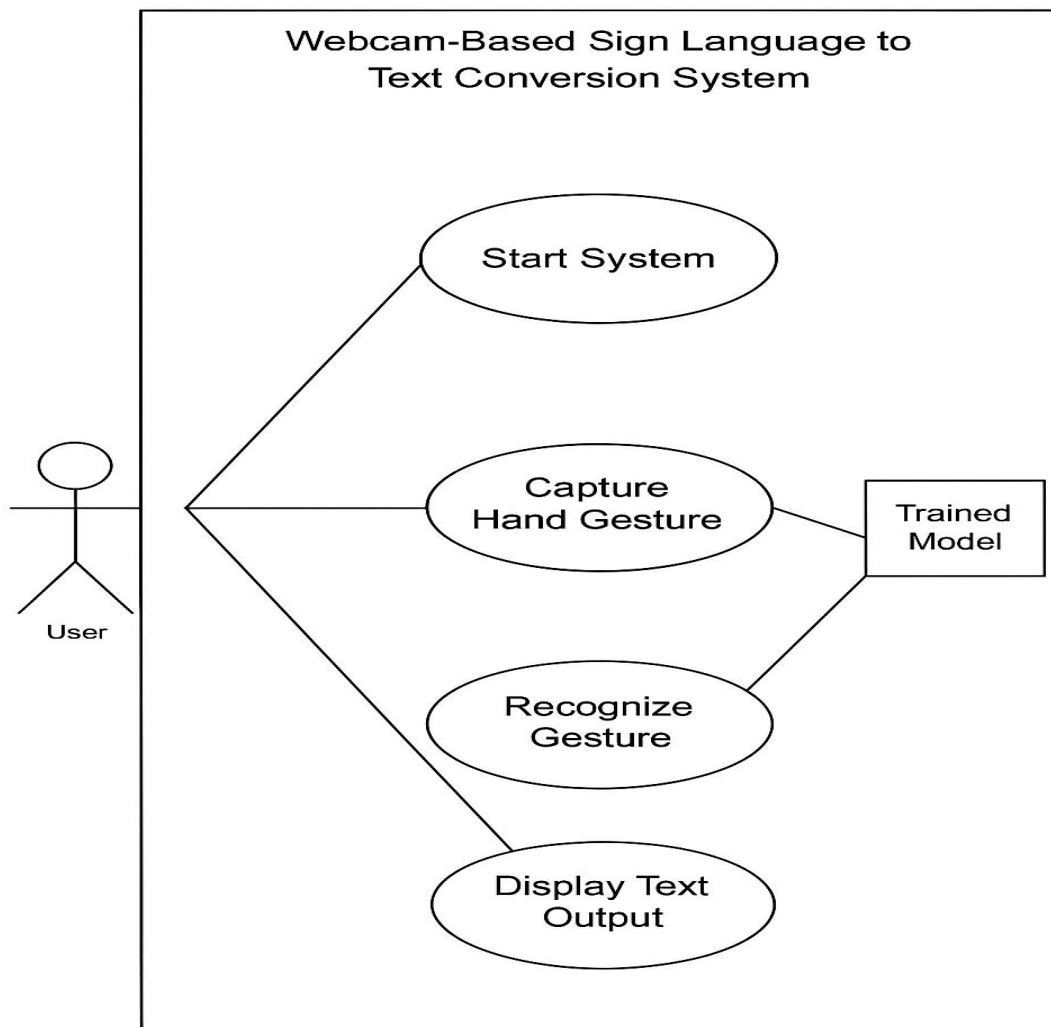 Webcam-Based Sign Language to
Text Conversion System
Start System
Capture
Hand Gesture
Trained
Model
User
Recognize
Gesture
Display Text
Output